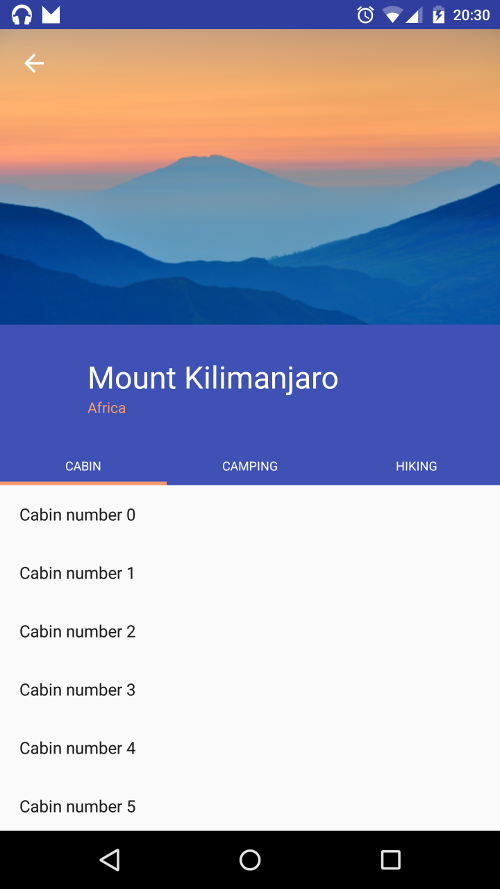 20:30
Mount Kilimanjaro
Africa
CABIN CAMPING HIKING
Cabin number 0
Cabin number 1
Cabin number 2
Cabin number 3
Cabin number 4
Cabin number 5